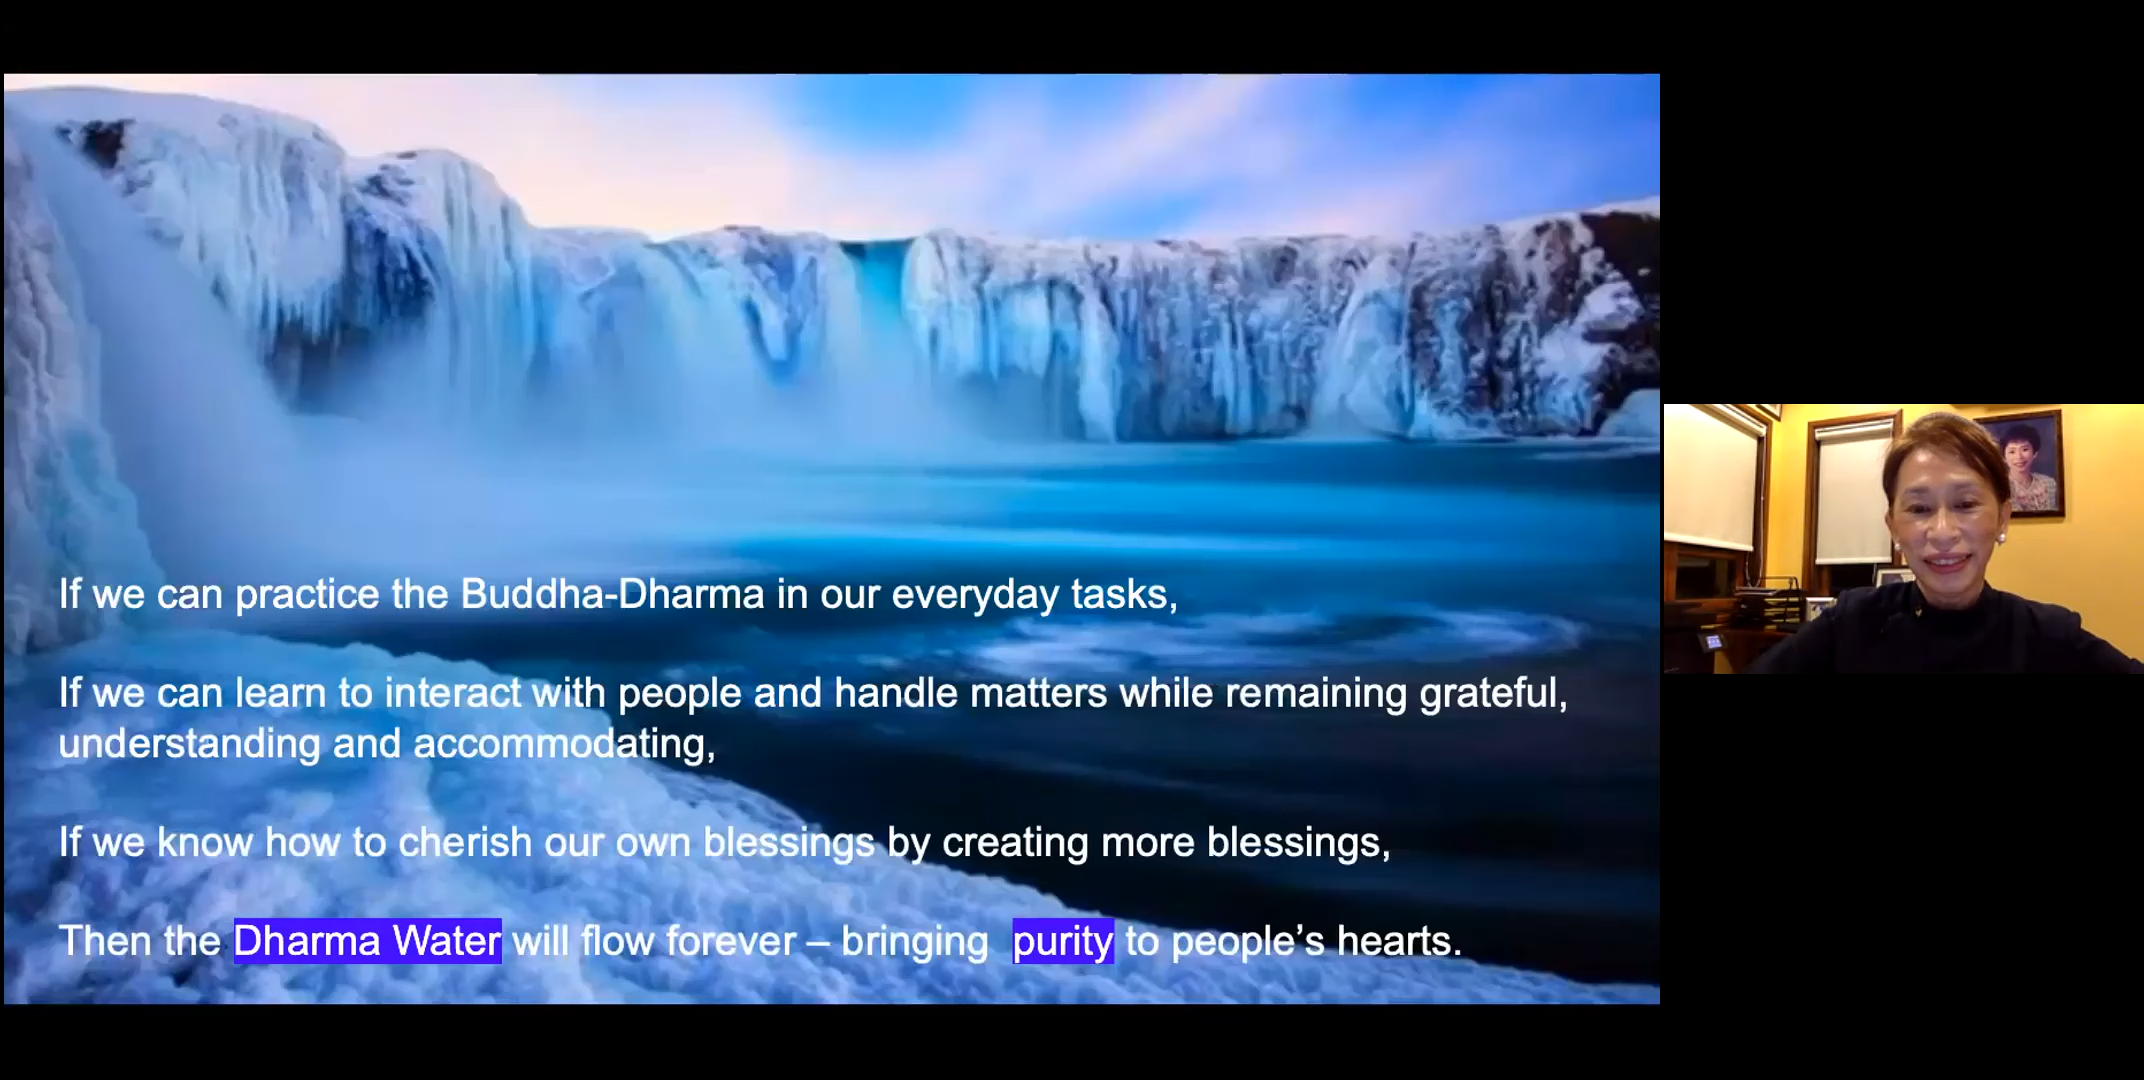 If we can practice the Buddha-Dharma in our everyday tasks,
If we can learn to interact with people and handle matters while remaining grateful,
understanding and accommodating,
If we know how to cherish our own blessings by creating more blessings,
Then the Dharma Water will flow forever – bringing  purity to people’s hearts.